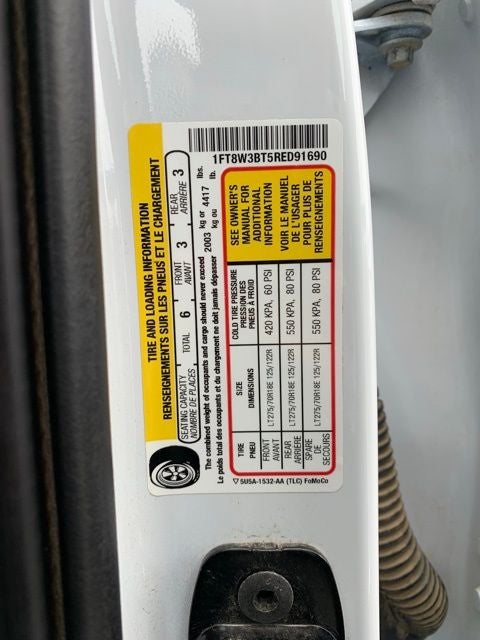 1FT8W3BT5RED91690
TIRE AND LOADING INFORMATION
RENSEIGNEMENTS SUR LES PNEUS ET LE CHARGEMENT
SEATING CAPACITY
NOMBRE DE PLACES
TOTAL 6
FRONT
AVANT 3
REAR
ARRIÈRE 3
The combined weight of occupants and cargo should never exceed 2003 kg or 4417 lbs.
Le poids total des occupants et du chargement ne doit jamais dépasser 2003 kg ou 4417 lb.
TIRE
PNEU
SIZE
DIMENSIONS
COLD TIRE PRESSURE
PRESSION DES
PNEUS À FROID
FRONT
AVANT
LT275/70R18E 125/122R
420 KPA, 60 PSI
REAR
ARRIÈRE
LT275/70R18E 125/122R
550 KPA, 80 PSI
SPARE
DE
SECOURS
LT275/70R18E 125/122R
550 KPA, 80 PSI
SEE OWNER'S
MANUAL FOR
ADDITIONAL
INFORMATION
VOIR LE MANUEL
DE L'USAGER
POUR PLUS DE
RENSEIGNEMENTS
5U5A-1532-AA (TLC) FoMoCo